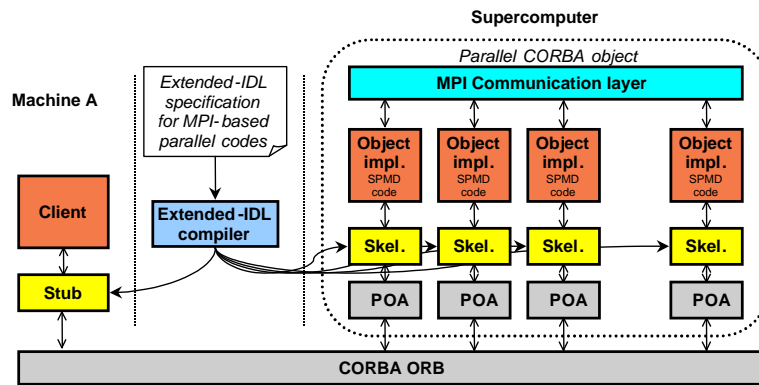 Supercomputer
Parallel CORBA object
MPI Communication layer
Machine A
Extended-IDL
specification
for MPI-based
parallel codes
Object
impl.
SPMD
code
Object
impl.
SPMD
code
Object
impl.
SPMD
code
Object
impl.
SPMD
code
Client
Extended-IDL
compiler
Skel.
Skel.
Skel.
Skel.
Stub
POA
POA
POA
POA
CORBA ORB